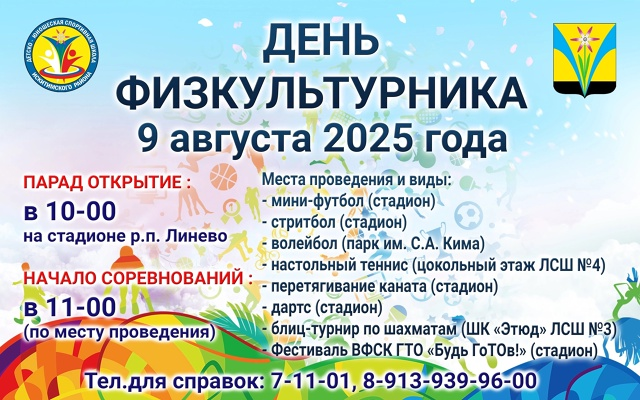 ДЕТСКО - ЮНОШЕСКАЯ СПОРТИВНАЯ ШКОЛА
ИСКИТИМСКОГО РАЙОНА
ДЕНЬ
ФИЗКУЛЬТУРНИКА
9 августа 2025 года
ПАРАД ОТКРЫТИЕ :
в 10-00
на стадионе р.п. Линево
НАЧАЛО СОРЕВНОВАНИЙ :
в 11-00
(по месту проведения)
Места проведения и виды:
- мини-футбол (стадион)
- стритбол (стадион)
- волейбол (парк им. С.А. Кима)
- настольный теннис (цокольный этаж ЛСШ №4)
- перетягивание каната (стадион)
- дартс (стадион)
- блиц-турнир по шахматам (ШК «Этюд» ЛСШ №3)
- Фестиваль ВФСК ГТО «Будь ГоТОв!» (стадион)
Тел.для справок: 7-11-01, 8-913-939-96-00